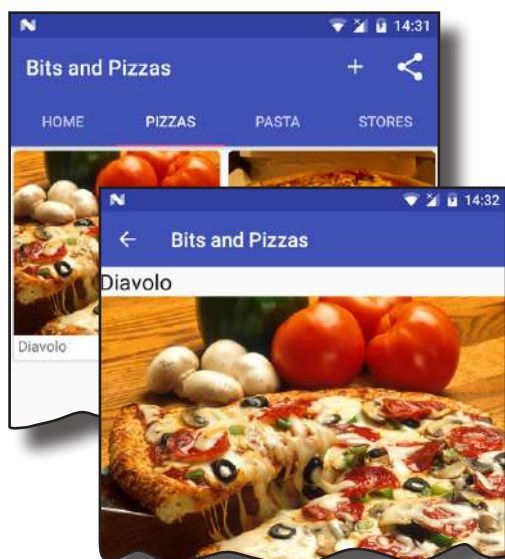 14:31
Bits and Pizzas
HOME PIZZAS PASTA STORES
Diavolo
14:32
Bits and Pizzas
Diavolo